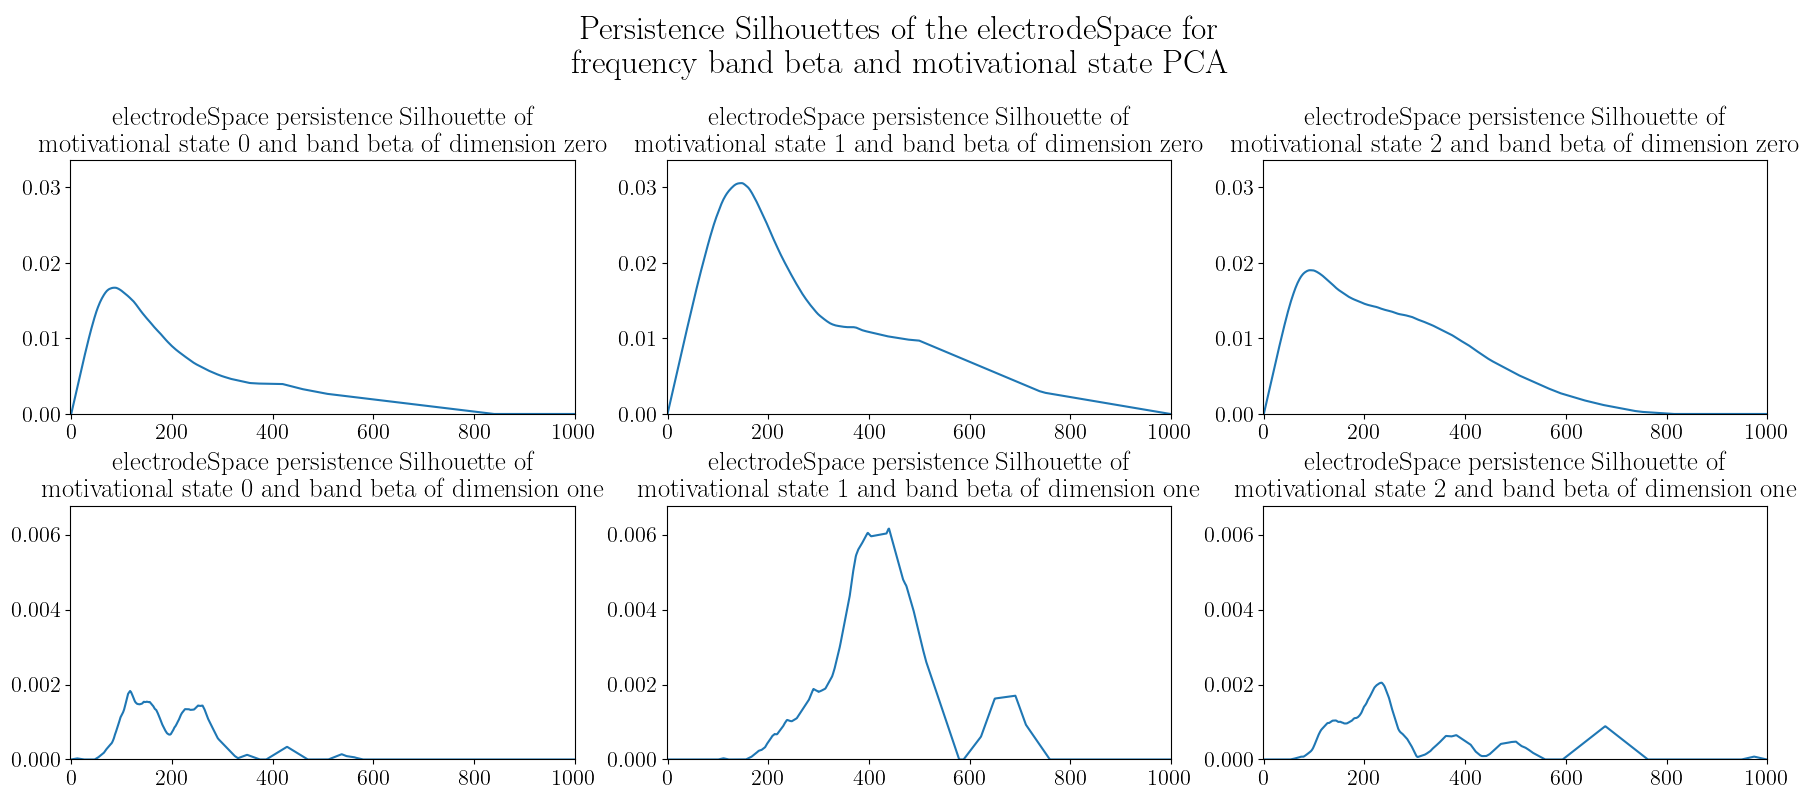 Persistence Silhouettes of the electrodeSpace for
frequency band beta and motivational state PCA
electrodeSpace persistence Silhouette of
motivational state 0 and band beta of dimension zero
0.03
0.02
0.01
0.00
0 200 400 600 800 1000
electrodeSpace persistence Silhouette of
motivational state 1 and band beta of dimension zero
0.03
0.02
0.01
0.00
0 200 400 600 800 1000
electrodeSpace persistence Silhouette of
motivational state 2 and band beta of dimension zero
0.03
0.02
0.01
0.00
0 200 400 600 800 1000
electrodeSpace persistence Silhouette of
motivational state 0 and band beta of dimension one
0.006
0.004
0.002
0.000
0 200 400 600 800 1000
electrodeSpace persistence Silhouette of
motivational state 1 and band beta of dimension one
0.006
0.004
0.002
0.000
0 200 400 600 800 1000
electrodeSpace persistence Silhouette of
motivational state 2 and band beta of dimension one
0.006
0.004
0.002
0.000
0 200 400 600 800 1000